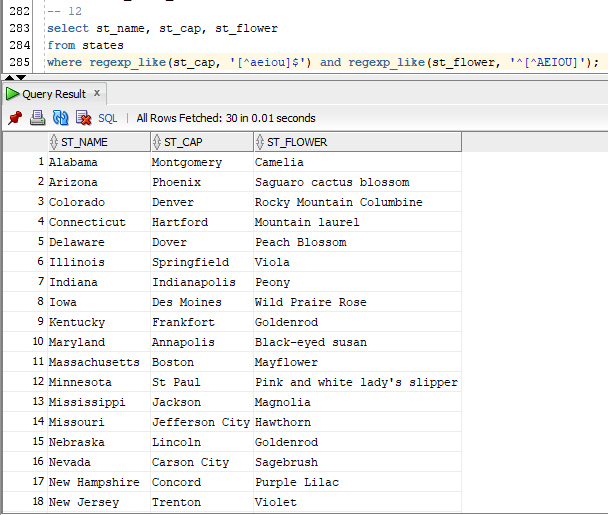 282 -- 12
283 select st_name, st_cap, st_flower
284 from states
285 where regexp_like(st_cap, '[^aeiou]$') and regexp_like(st_flower, '^[^AEIOU]');
Query Result x
SQL | All Rows Fetched: 30 in 0.01 seconds
ST_NAME ST_CAP ST_FLOWER
1 Alabama Montgomery Camelia
2 Arizona Phoenix Saguaro cactus blossom
3 Colorado Denver Rocky Mountain Columbine
4 Connecticut Hartford Mountain laurel
5 Delaware Dover Peach Blossom
6 Illinois Springfield Viola
7 Indiana Indianapolis Peony
8 Iowa Des Moines Wild Praire Rose
9 Kentucky Frankfort Goldenrod
10 Maryland Annapolis Black-eyed susan
11 Massachusetts Boston Mayflower
12 Minnesota St Paul Pink and white lady's slipper
13 Mississippi Jackson Magnolia
14 Missouri Jefferson City Hawthorn
15 Nebraska Lincoln Goldenrod
16 Nevada Carson City Sagebrush
17 New Hampshire Concord Purple Lilac
18 New Jersey Trenton Violet